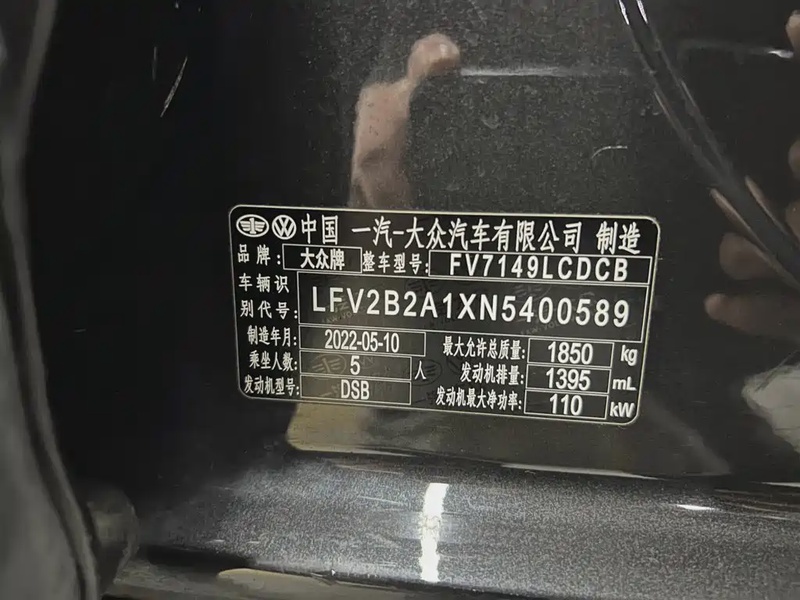 中国 一汽-大众汽车有限公司 制造
品牌: 大众牌 整车型号: FV7149LCDCB
车辆识别代号: LFV2B2A1XN5400589
制造年月: 2022-05-10 最大允许总质量: 1850 kg
乘坐人数: 5 人 发动机排量: 1395 mL
发动机型号: DSB 发动机最大净功率: 110 kW